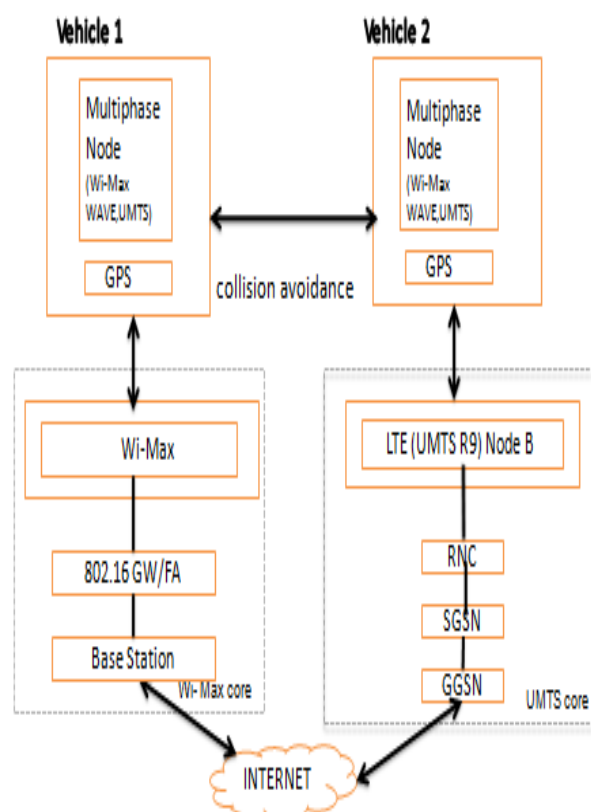 Vehicle 1
Vehicle 2
Multiphase
Node
(Wi-Max
WAVE,UMTS)
GPS
Multiphase
Node
(Wi-Max
WAVE,UMTS)
GPS
collision avoidance
Wi-Max
802.16 GW/FA
Base Station
Wi- Max core
LTE (UMTS R9) Node B
RNC
SGSN
GGSN
UMTS core
INTERNET